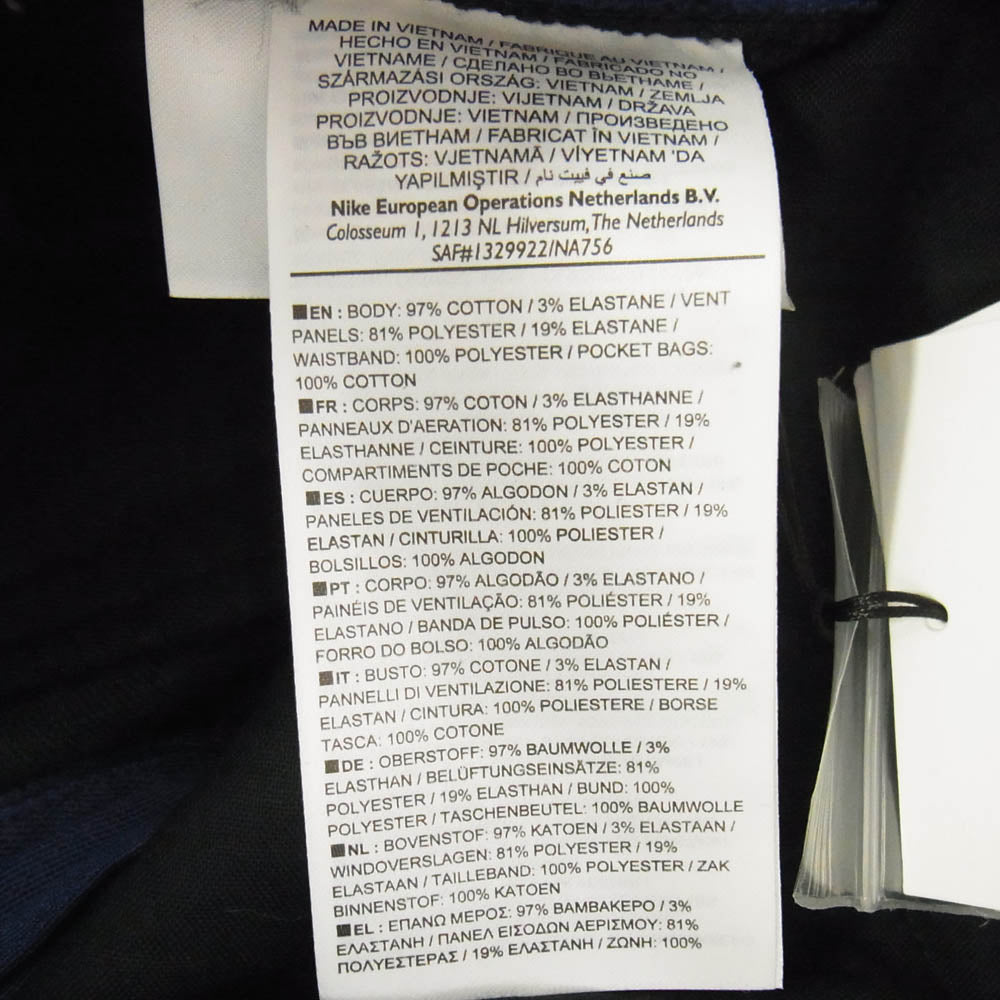 MADE IN VIETNAM / FABRIQUE AU VIETNAM /
HECHO EN VIETNAM / FABRICADO NO
VIETNAME / СДЕЛАНО ВО ВЬЕТНАМЕ /
SZÁRMAZÁSI ORSZÁG: VIETNAM / ZEMLJA
PROIZVODNJE: VIJETNAM / DRŽAVA
PROIZVODNJE: VIETNAM / ПРОИЗВЕДЕНО
ВЪВ ВИЕТНАМ / FABRICAT ÎN VIETNAM /
RAŽOTS: VJETNAMĀ / VİYETNAM 'DA
YAPILMIŞTIR / صنع في فييت نام
Nike European Operations Netherlands B.V.
Colosseum 1, 1213 NL Hilversum, The Netherlands
SAF#1329922/NA756
EN : BODY: 97% COTTON / 3% ELASTANE / VENT
PANELS: 81% POLYESTER / 19% ELASTANE /
WAISTBAND: 100% POLYESTER / POCKET BAGS:
100% COTTON
FR : CORPS: 97% COTON / 3% ELASTHANNE /
PANNEAUX D'AERATION: 81% POLYESTER / 19%
ELASTHANNE / CEINTURE: 100% POLYESTER /
COMPARTIMENTS DE POCHE: 100% COTON
ES : CUERPO: 97% ALGODON / 3% ELASTAN /
PANELES DE VENTILACIÓN: 81% POLIESTER / 19%
ELASTAN / CINTURILLA: 100% POLIESTER /
BOLSILLOS: 100% ALGODON
PT : CORPO: 97% ALGODÃO / 3% ELASTANO /
PAINÉIS DE VENTILAÇÃO: 81% POLIÉSTER / 19%
ELASTANO / BANDA DE PULSO: 100% POLIÉSTER /
FORRO DO BOLSO: 100% ALGODÃO
IT : BUSTO: 97% COTONE / 3% ELASTAN /
PANNELLI DI VENTILAZIONE: 81% POLIESTERE / 19%
ELASTAN / CINTURA: 100% POLIESTERE / BORSE
TASCA: 100% COTONE
DE : OBERSTOFF: 97% BAUMWOLLE / 3%
ELASTHAN / BELÜFTUNGSEINSÄTZE: 81%
POLYESTER / 19% ELASTHAN / BUND: 100%
POLYESTER / TASCHENBEUTEL: 100% BAUMWOLLE
NL : BOVENSTOF: 97% KATOEN / 3% ELASTAAN /
WINDOVERSLAGEN: 81% POLYESTER / 19%
ELASTAAN / TAILLEBAND: 100% POLYESTER / ZAK
BINNENSTOF: 100% KATOEN
EL : ΕΠΑΝΩ ΜΕΡΟΣ: 97% ΒΑΜΒΑΚΕΡΟ / 3%
ΕΛΑΣΤΑΝΗ / ΠΑΝΕΛ ΕΙΣΟΔΩΝ ΑΕΡΙΣΜΟΥ: 81%
ΠΟΛΥΕΣΤΕΡΑΣ / 19% ΕΛΑΣΤΑΝΗ / ΖΩΝΗ: 100%